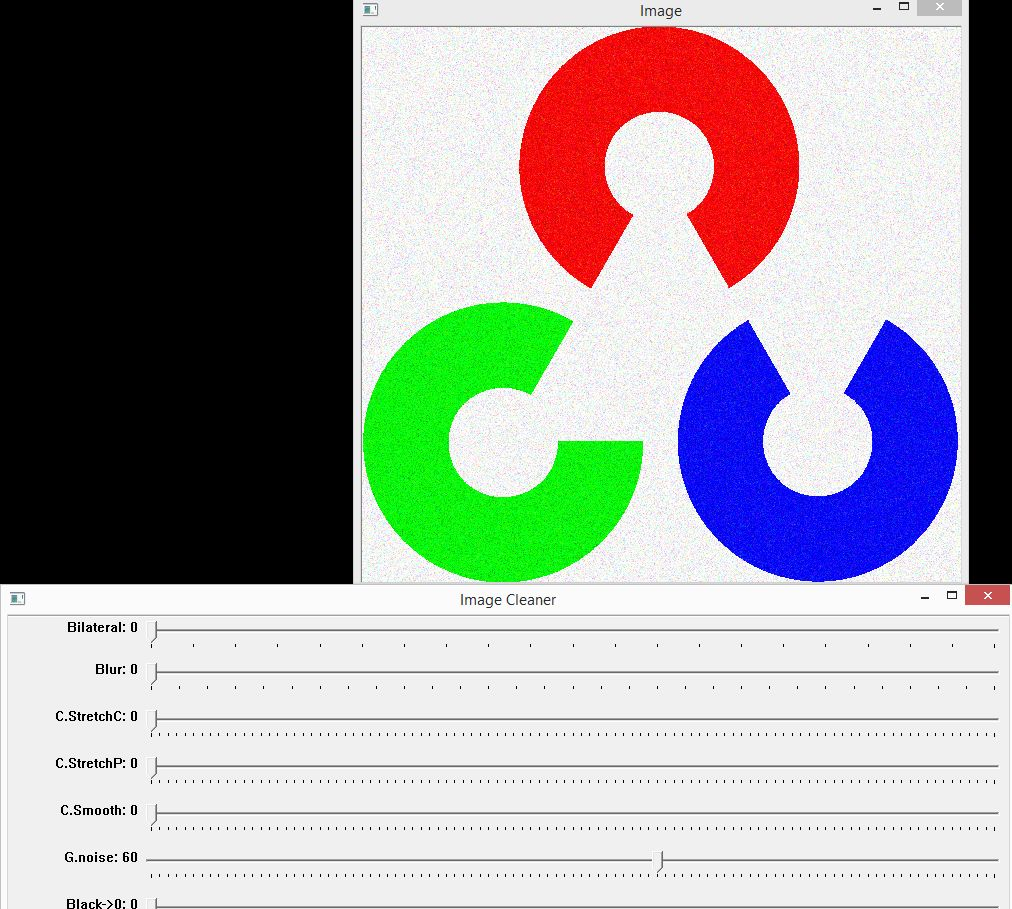 Image
Image Cleaner
Bilateral: 0
Blur: 0
C.StretchC: 0
C.StretchP: 0
C.Smooth: 0
G.noise: 60
Black->0: 0